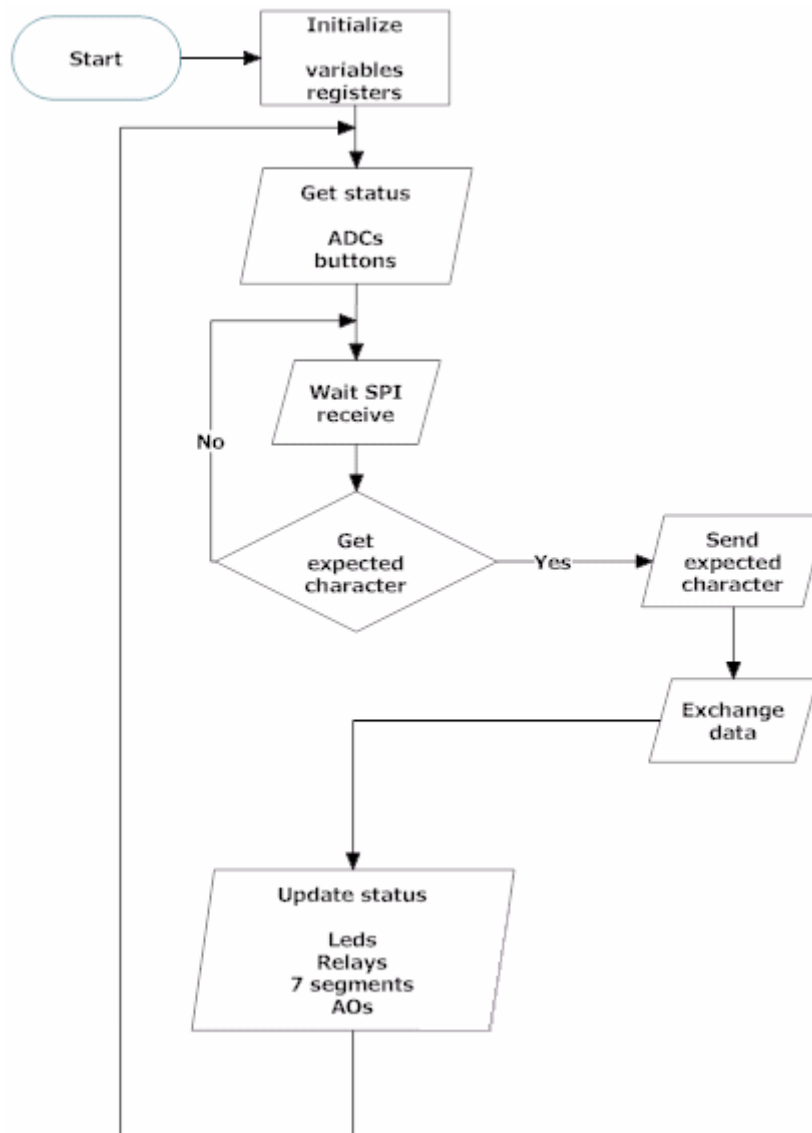 Start
Initialize
variables
registers
Get status
ADCs
buttons
Wait SPI
receive
No
Get
expected
character
Yes
Send
expected
character
Exchange
data
Update status
Leds
Relays
7 segments
AOs